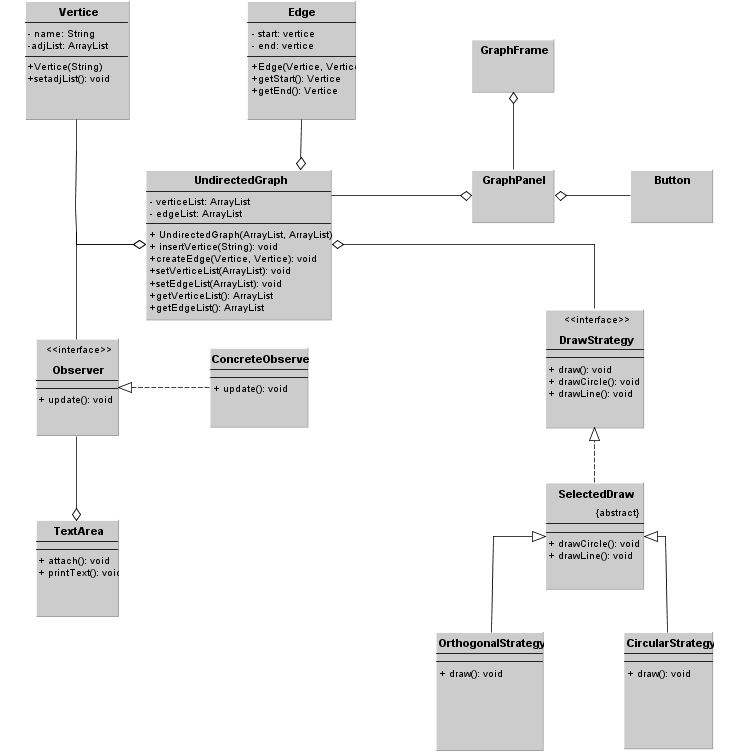 Vertice
- name: String
-adjList: ArrayList
+Vertice(String)
+setadjList(): void
Edge
- start: vertice
- end: vertice
+Edge(Vertice, Vertice
+getStart(): Vertice
+getEnd(): Vertice
GraphFrame
UndirectedGraph
- verticeList: ArrayList
- edgeList: ArrayList
+ UndirectedGraph(ArrayList, ArrayList)
+ insertVertice(String): void
+createEdge(Vertice, Vertice): void
+setVerticeList(ArrayList): void
+setEdgeList(ArrayList): void
+getVerticeList(): ArrayList
+getEdgeList(): ArrayList
GraphPanel
Button
<<interface>>
Observer
+ update(): void
ConcreteObserve
+ update(): void
<<interface>>
DrawStrategy
+ draw(): void
+ drawCircle(): void
+ drawLine(): void
TextArea
+ attach(): void
+ printText(): void
SelectedDraw
{abstract}
+ drawCircle(): void
+ drawLine(): void
OrthogonalStrategy
+ draw(): void
CircularStrategy
+ draw(): void